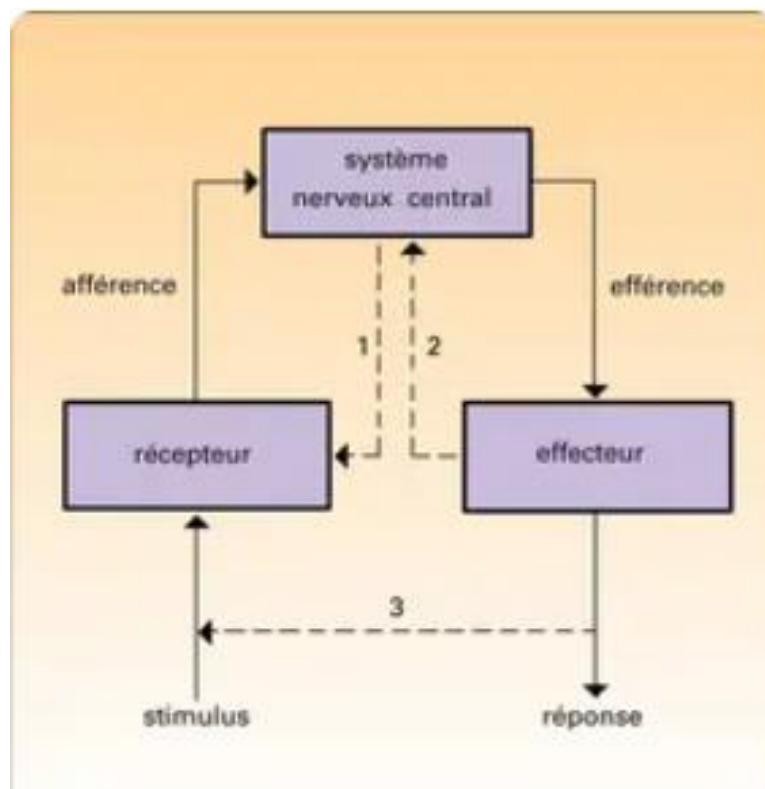 système
nerveux central
afférence
efférence
1
2
récepteur
effecteur
3
stimulus
réponse